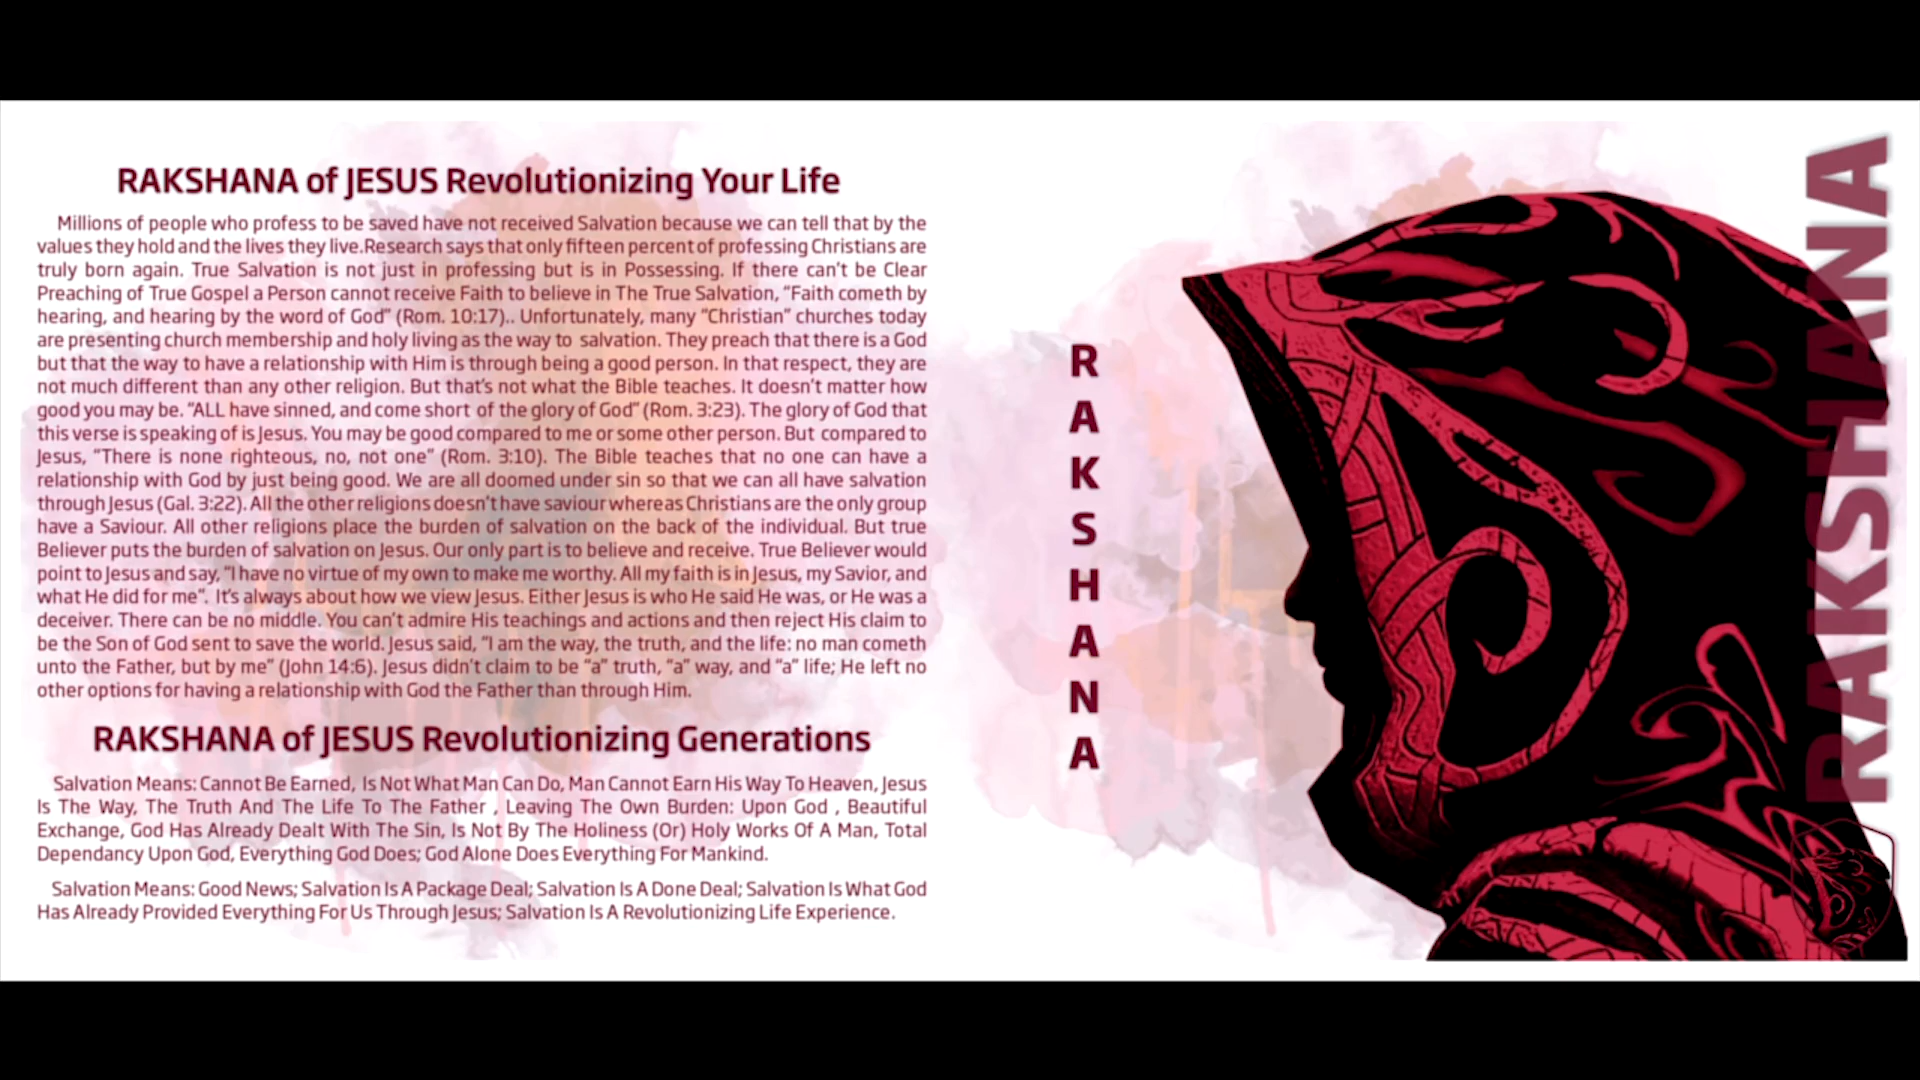 RAKSHANA of JESUS Revolutionizing Your Life
Millions of people who profess to be saved have not received Salvation because we can tell that by the
values they hold and the lives they live.Research says that only fifteen percent of professing Christians are
truly born again. True Salvation is not just in professing but is in Possessing. If there can't be Clear
Preaching of True Gospel a Person cannot receive Faith to believe in The True Salvation, “Faith cometh by
hearing, and hearing by the word of God” (Rom. 10:17).. Unfortunately, many “Christian” churches today
are presenting church membership and holy living as the way to salvation. They preach that there is a God
but that the way to have a relationship with Him is through being a good person. In that respect, they are
not much different than any other religion. But that's not what the Bible teaches. It doesn't matter how
good you may be. “ALL have sinned, and come short of the glory of God” (Rom. 3:23). The glory of God that
this verse is speaking of is Jesus. You may be good compared to me or some other person. But compared to
Jesus, “There is none righteous, no, not one” (Rom. 3:10). The Bible teaches that no one can have a
relationship with God by just being good. We are all doomed under sin so that we can all have salvation
through Jesus (Gal. 3:22). All the other religions doesn't have saviour whereas Christians are the only group
have a Saviour. All other religions place the burden of salvation on the back of the individual. But true
Believer puts the burden of salvation on Jesus. Our only part is to believe and receive. True Believer would
point to Jesus and say, “I have no virtue of my own to make me worthy. All my faith is in Jesus, my Savior, and
what He did for me”. It's always about how we view Jesus. Either Jesus is who He said He was, or He was a
deceiver. There can be no middle. You can't admire His teachings and actions and then reject His claim to
be the Son of God sent to save the world. Jesus said, “I am the way, the truth, and the life: no man cometh
unto the Father, but by me” (John 14:6). Jesus didn't claim to be “a” truth, “a” way, and “a” life; He left no
other options for having a relationship with God the Father than through Him.
RAKSHANA of JESUS Revolutionizing Generations
Salvation Means: Cannot Be Earned, Is Not What Man Can Do, Man Cannot Earn His Way To Heaven, Jesus
Is The Way, The Truth And The Life To The Father , Leaving The Own Burden: Upon God , Beautiful
Exchange, God Has Already Dealt With The Sin, Is Not By The Holiness (Or) Holy Works Of A Man, Total
Dependancy Upon God, Everything God Does; God Alone Does Everything For Mankind.
Salvation Means: Good News; Salvation Is A Package Deal; Salvation Is A Done Deal; Salvation Is What God
Has Already Provided Everything For Us Through Jesus; Salvation Is A Revolutionizing Life Experience.
RAKSHANA
RAKSHANA